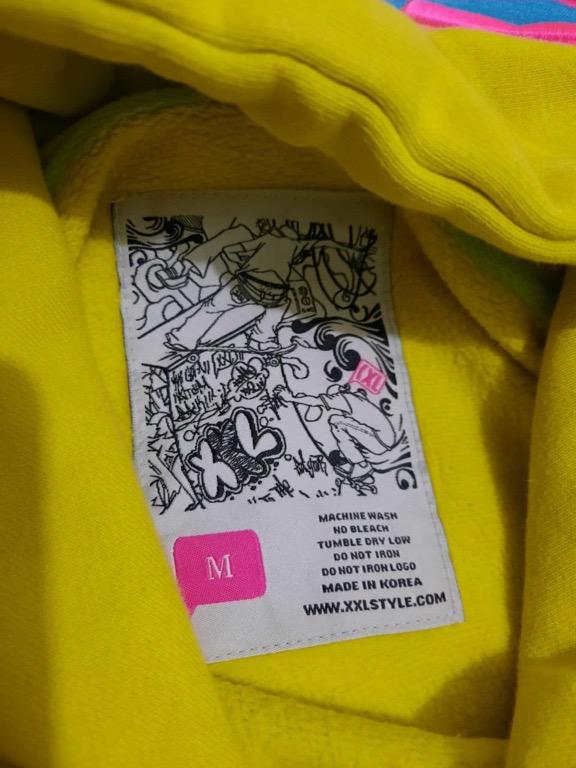 XXL
XXL
M
MACHINE WASH
NO BLEACH
TUMBLE DRY LOW
DO NOT IRON
DO NOT IRON LOGO
MADE IN KOREA
WWW.XXLSTYLE.COM